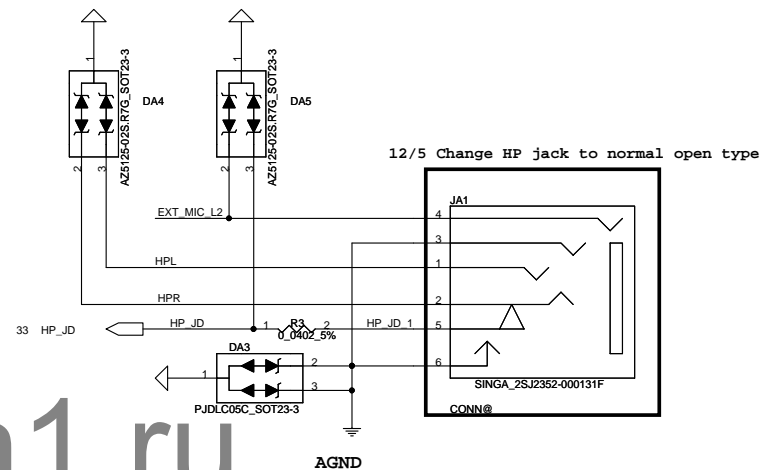 1
1
AZ5125-02S.R7G_SOT23-3
AZ5125-02S.R7G_SOT23-3
DA4
DA5
2
3
2
3
12/5 Change HP jack to normal open type
JA1
EXT_MIC_L2
4
3
HPL
1
HPR
2
33 HP_JD
HP_JD
1
R3
2
HP_JD_1
5
0_0402_5%
DA3
1
2
6
3
PJDLC05C_SOT23-3
SINGA_2SJ2352-000131F
CONN@
AGND
1.ru